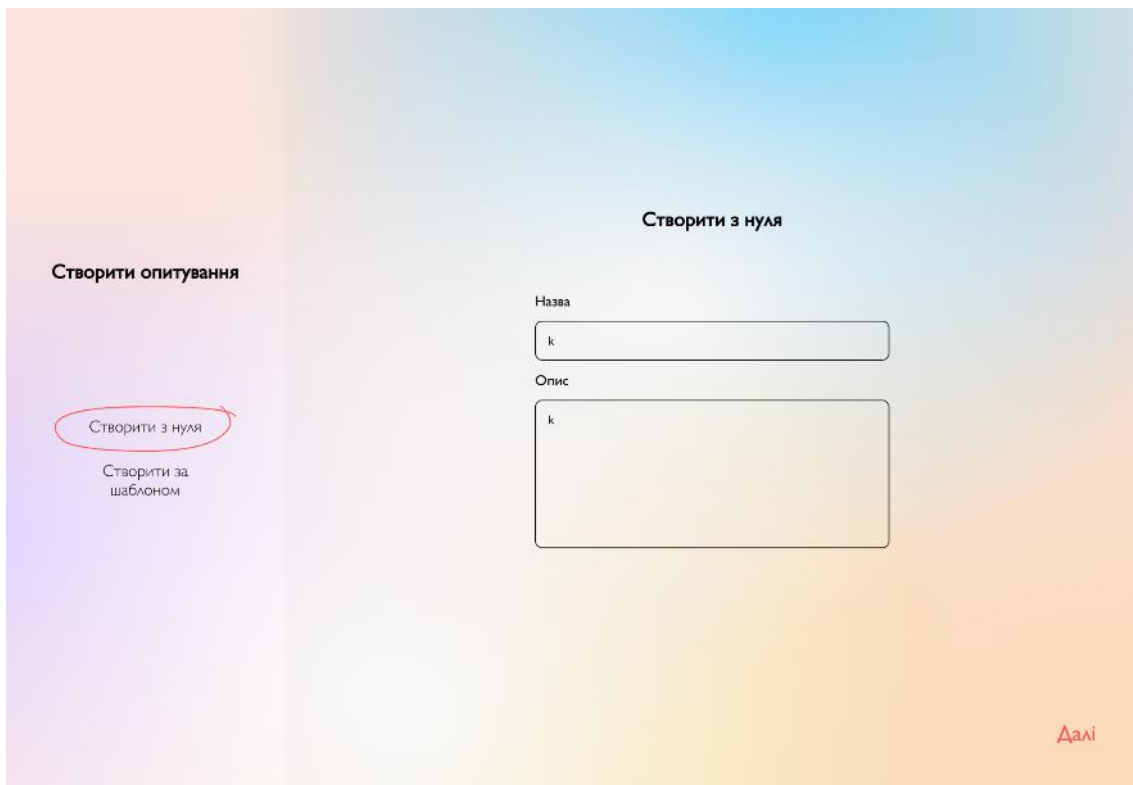 Створити опитування
Створити з нуля
Створити за
шаблоном
Створити з нуля
Назва
k
Опис
k
Далі